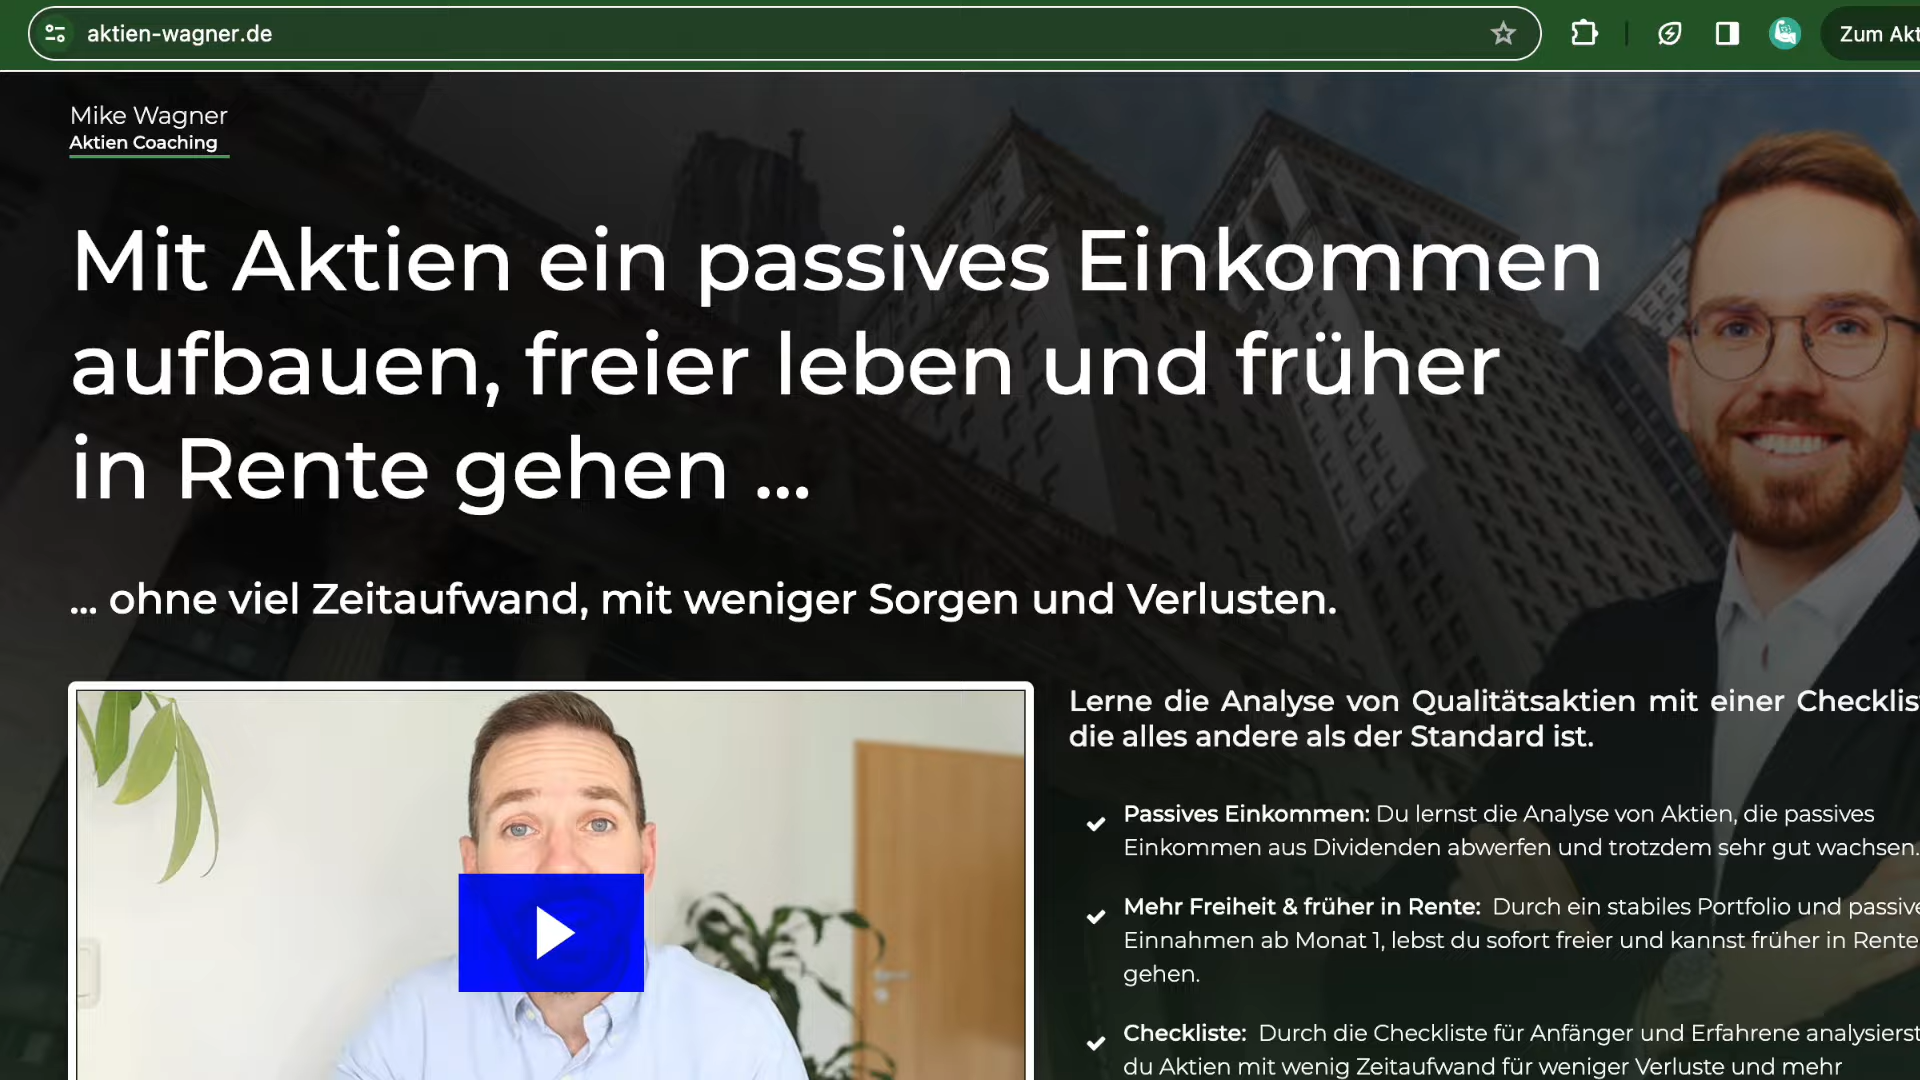 aktien-wagner.de
Zum Akt
Mike Wagner
Aktien Coaching
Mit Aktien ein passives Einkommen
aufbauen, freier leben und früher
in Rente gehen ...
... ohne viel Zeitaufwand, mit weniger Sorgen und Verlusten.
Lerne die Analyse von Qualitätsaktien mit einer Checklis
die alles andere als der Standard ist.
Passives Einkommen: Du lernst die Analyse von Aktien, die passives
Einkommen aus Dividenden abwerfen und trotzdem sehr gut wachsen.
Mehr Freiheit & früher in Rente: Durch ein stabiles Portfolio und passive
Einnahmen ab Monat 1, lebst du sofort freier und kannst früher in Rente
gehen.
Checkliste: Durch die Checkliste für Anfänger und Erfahrene analysierst
du Aktien mit wenig Zeitaufwand für weniger Verluste und mehr